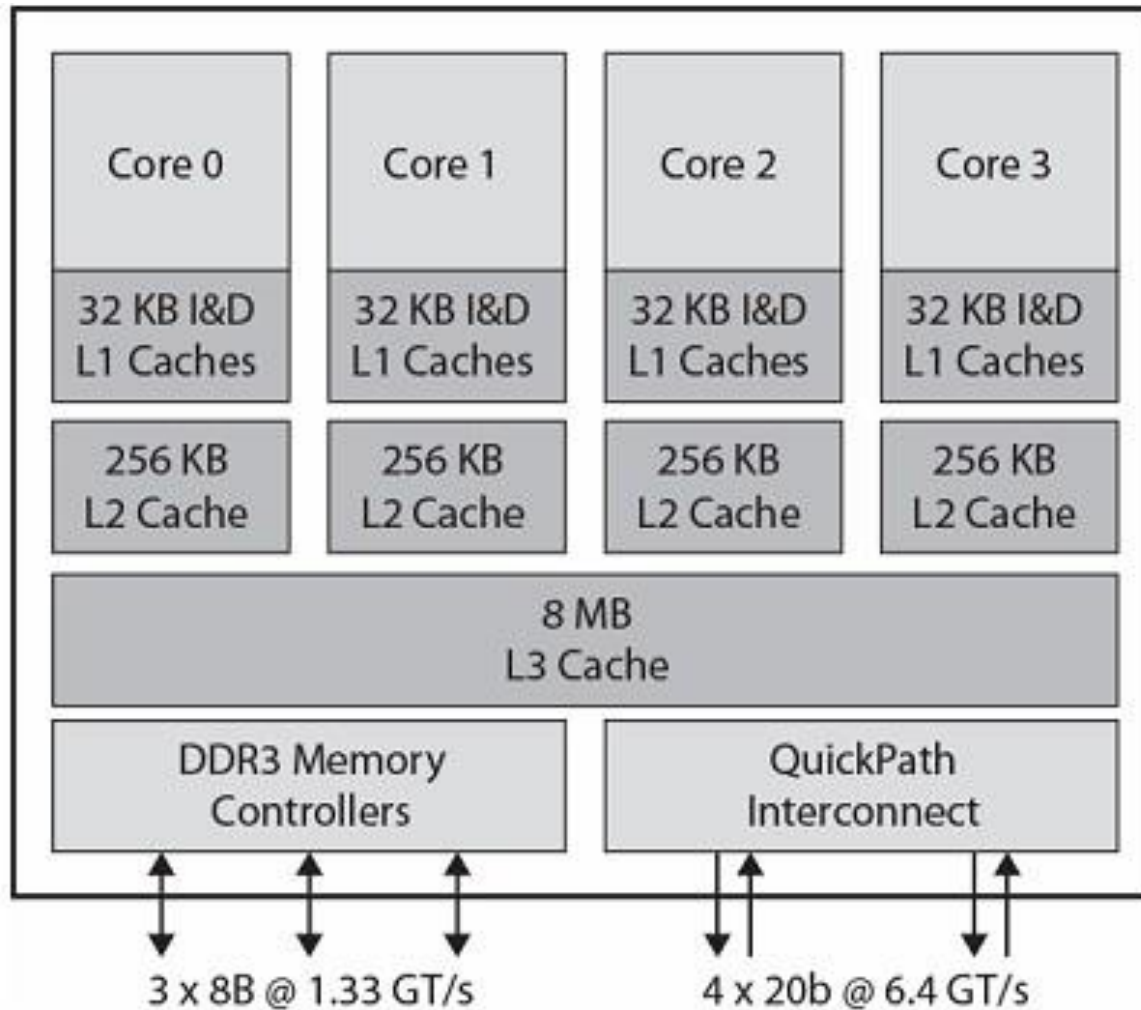 Core 0
Core 1
Core 2
Core 3
32 KB I&D
L1 Caches
32 KB I&D
L1 Caches
32 KB I&D
L1 Caches
32 KB I&D
L1 Caches
256 KB
L2 Cache
256 KB
L2 Cache
256 KB
L2 Cache
256 KB
L2 Cache
8 MB
L3 Cache
DDR3 Memory
Controllers
QuickPath
Interconnect
3 x 8B @ 1.33 GT/s
4 x 20b @ 6.4 GT/s